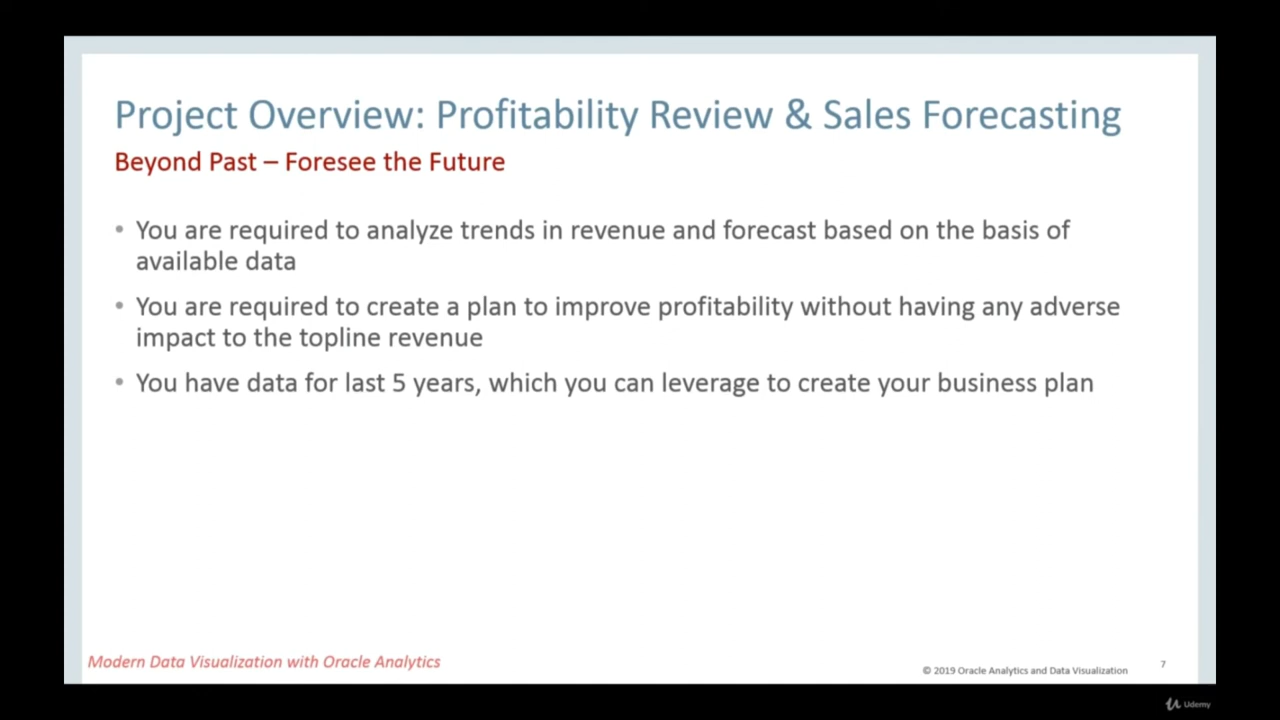 Project Overview: Profitability Review & Sales Forecasting
Beyond Past – Foresee the Future
• You are required to analyze trends in revenue and forecast based on the basis of
available data
• You are required to create a plan to improve profitability without having any adverse
impact to the topline revenue
• You have data for last 5 years, which you can leverage to create your business plan
Modern Data Visualization with Oracle Analytics
© 2019 Oracle Analytics and Data Visualization
7
Udemy